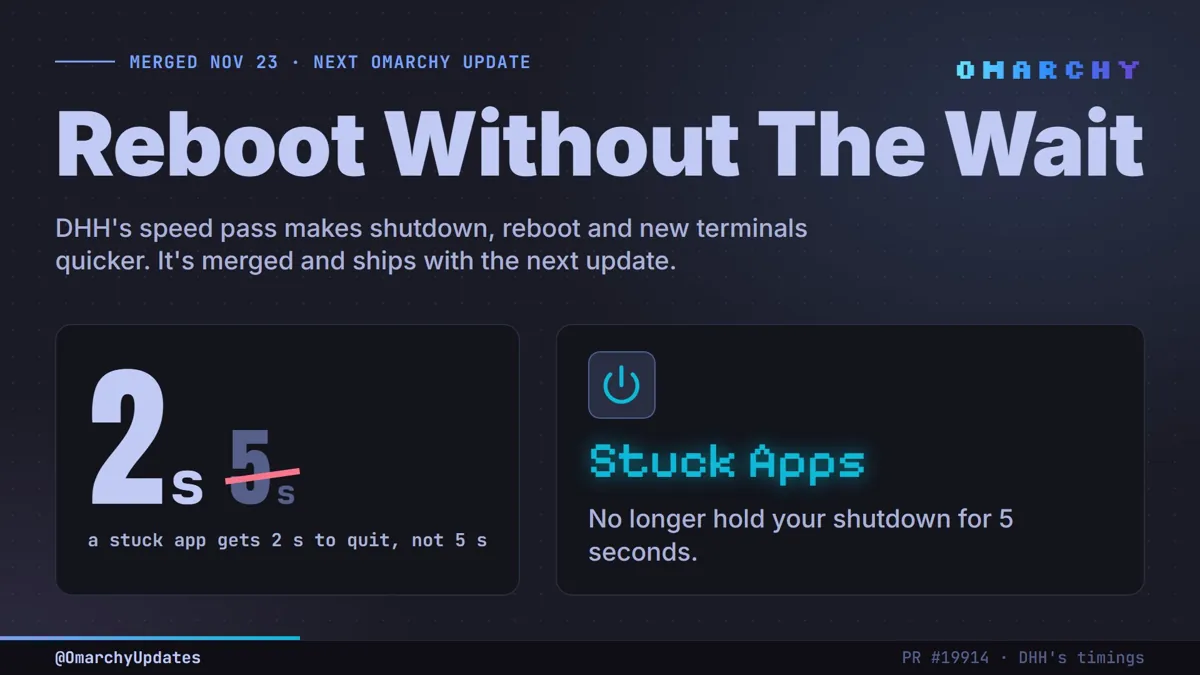 MERGED NOV 23 · NEXT OMARCHY UPDATE
OMARCHY
Reboot Without The Wait
DHH's speed pass makes shutdown, reboot and new terminals
quicker. It's merged and ships with the next update.
2s 5s
a stuck app gets 2 s to quit, not 5 s
Stuck Apps
No longer hold your shutdown for 5
seconds.
@OmarchyUpdates
PR #19914 · DHH's timings